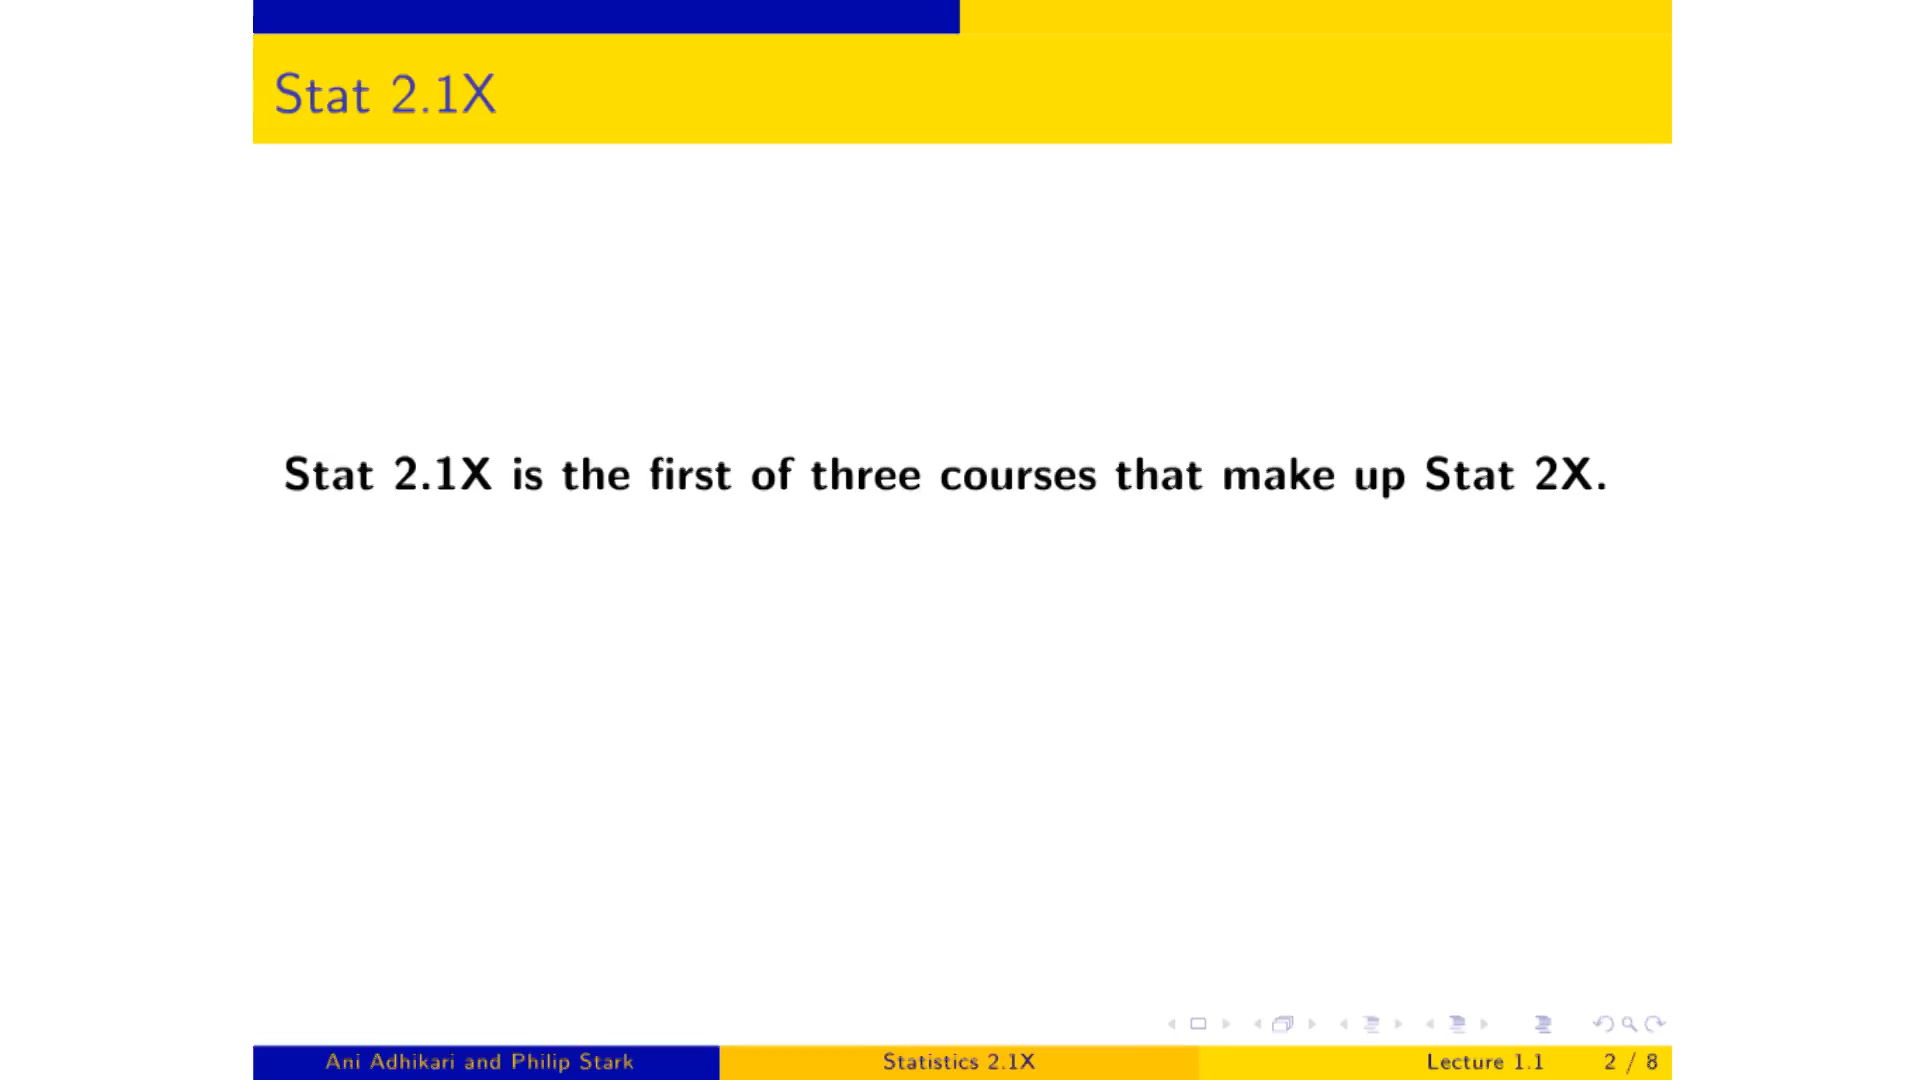 Stat 2.1X
Stat 2.1X is the first of three courses that make up Stat 2X.
Ani Adhikari and Philip Stark
Statistics 2.1X
Lecture 1.1
2 / 8